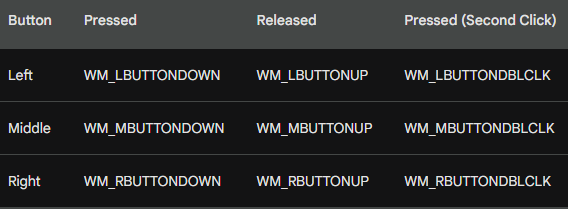 Button Pressed Released Pressed (Second Click)
Left WM_LBUTTONDOWN WM_LBUTTONUP WM_LBUTTONDBLCLK
Middle WM_MBUTTONDOWN WM_MBUTTONUP WM_MBUTTONDBLCLK
Right WM_RBUTTONDOWN WM_RBUTTONUP WM_RBUTTONDBLCLK